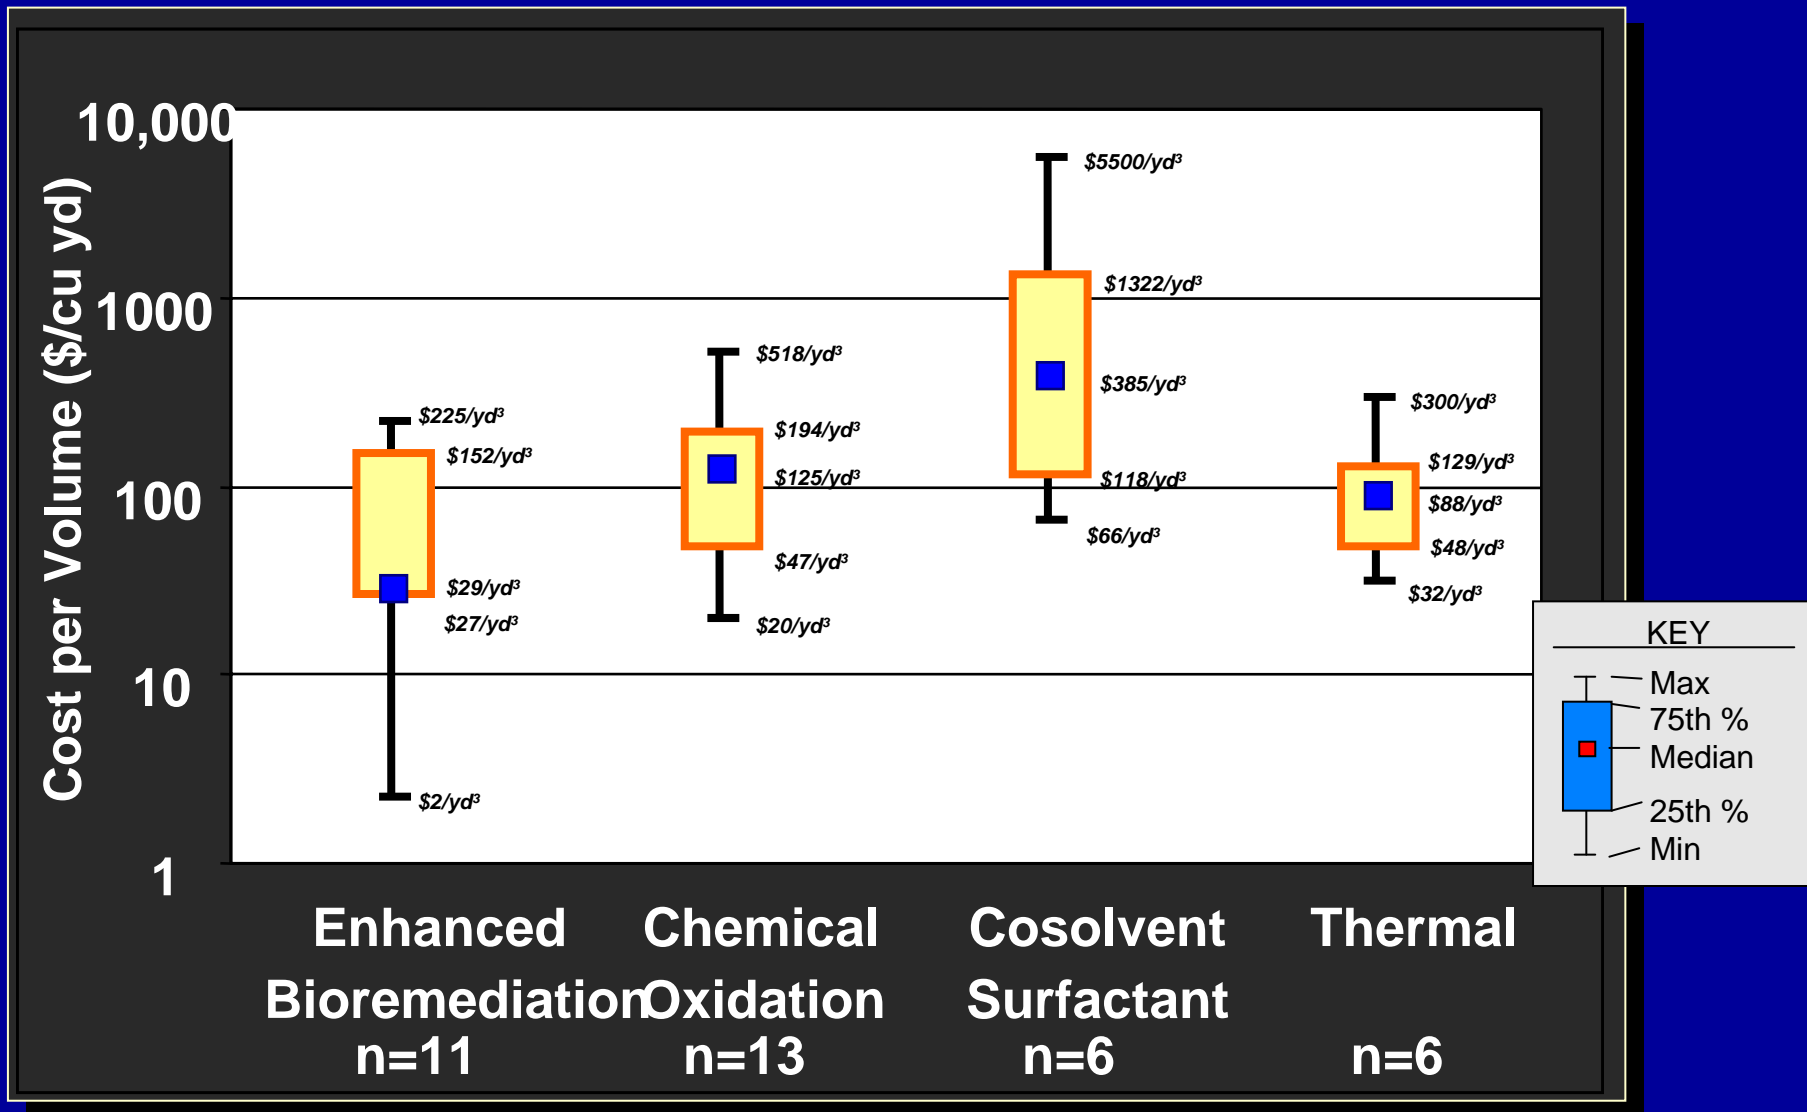 10,000
1000
100
10
1
Cost per Volume ($/cu yd)
$225/yd³
$152/yd³
$29/yd³
$27/yd³
$2/yd³
$518/yd³
$194/yd³
$125/yd³
$47/yd³
$20/yd³
$5500/yd³
$1322/yd³
$385/yd³
$118/yd³
$66/yd³
$300/yd³
$129/yd³
$88/yd³
$48/yd³
$32/yd³
KEY
Max
75th %
Median
25th %
Min
Enhanced
Bioremediation
n=11
Chemical
Oxidation
n=13
Cosolvent
Surfactant
n=6
Thermal
n=6